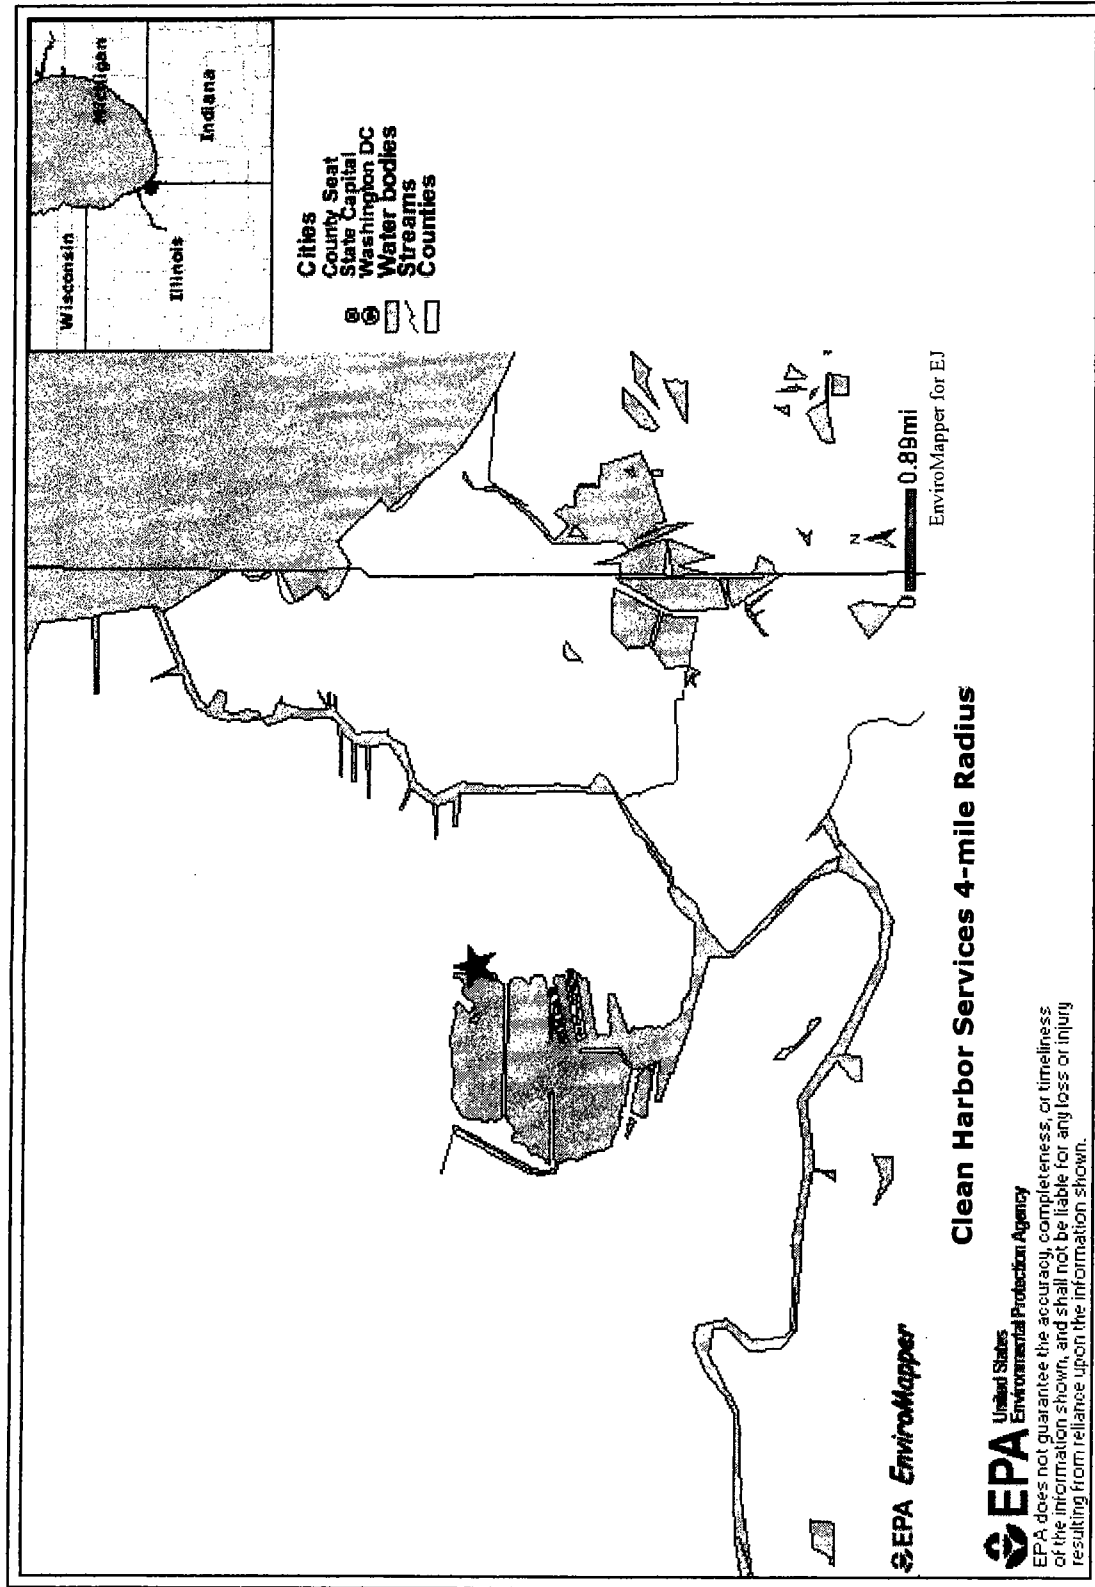 Wisconsin
Michigan
Illinois
Indiana
Cities
County Seat
State Capital
Washington DC
Water bodies
Streams
Counties
N
0 0.89mi
EnviroMapper for EJ
EPA EnviroMapper
Clean Harbor Services 4-mile Radius
EPA United States
Environmental Protection Agency
EPA does not guarantee the accuracy, completeness, or timeliness
of the information shown, and shall not be liable for any loss or injury
resulting from reliance upon the information shown.